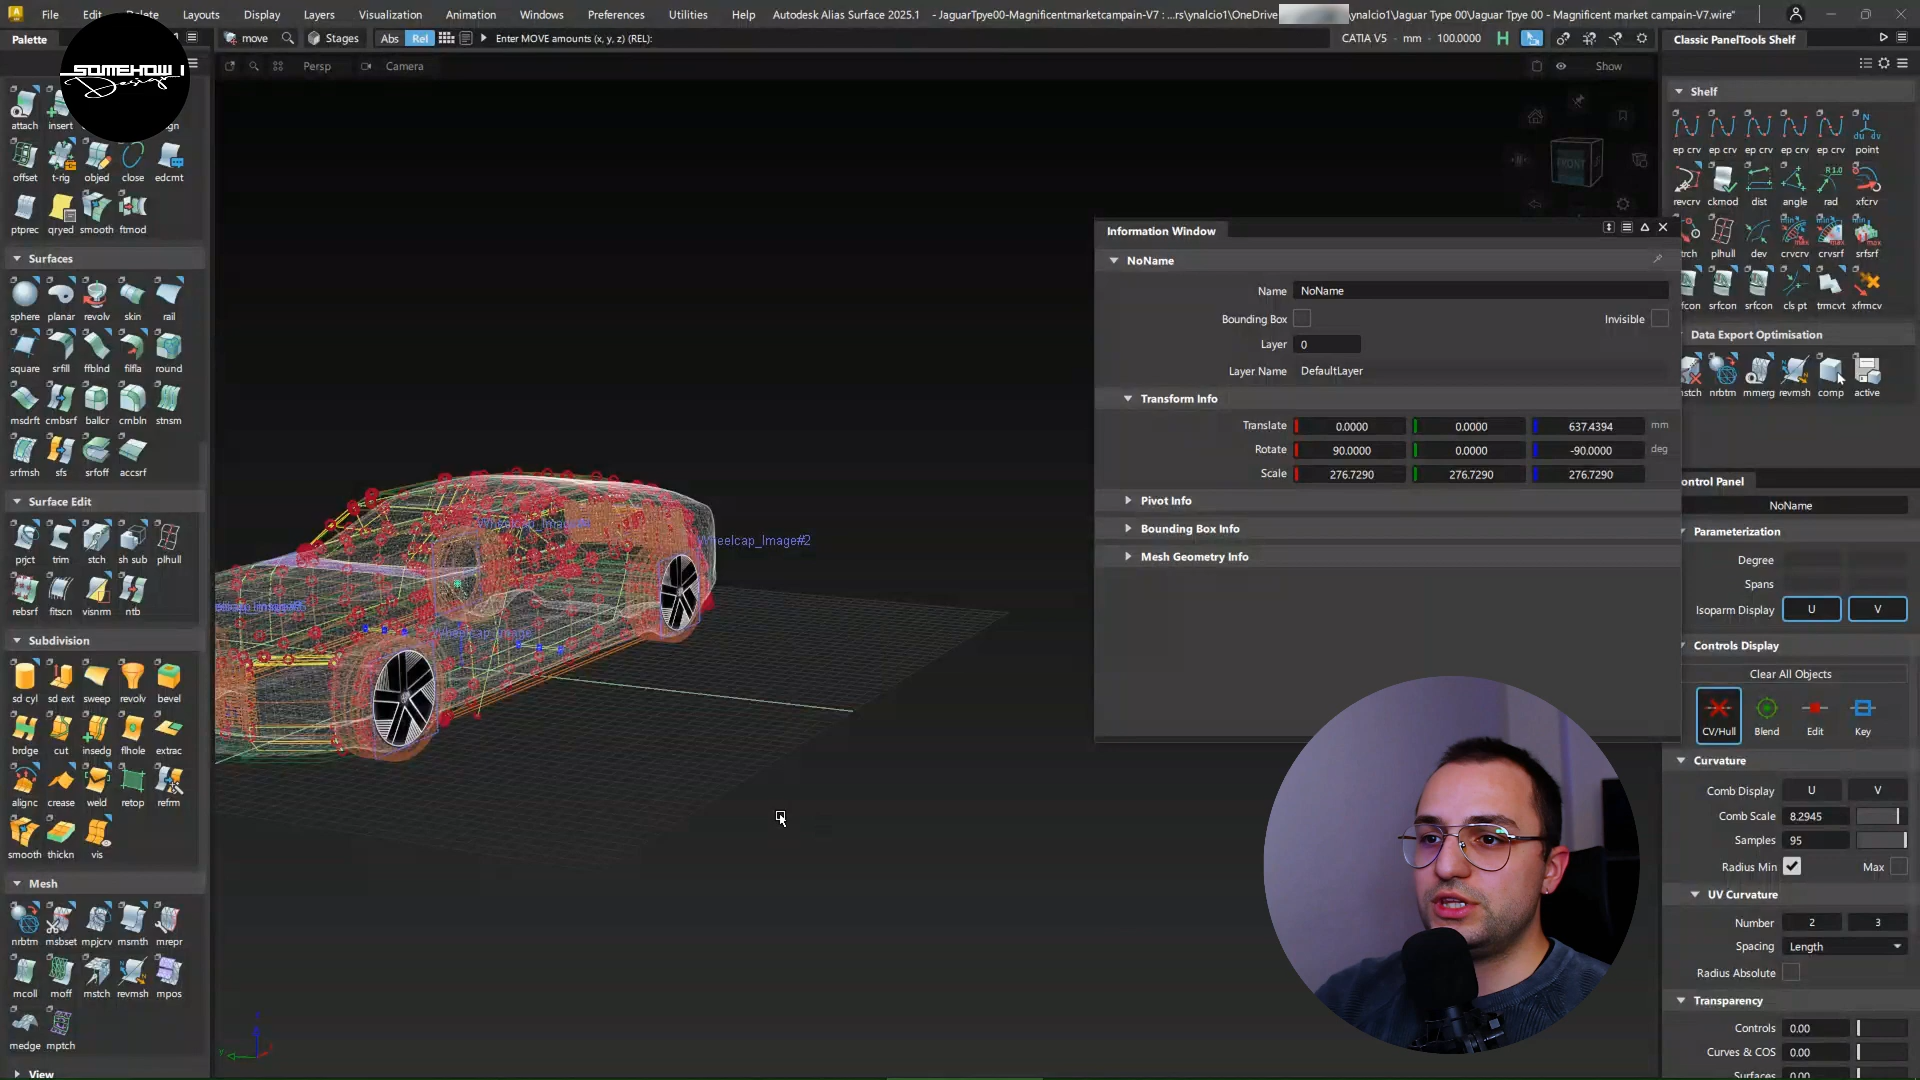 File Edit Delete Layouts Display Layers Visualization Animation Windows Preferences Utilities Help Autodesk Alias Surface 2025.1 - JaguarTpye00-Magnificentmarketcampain-V7 : ...rs\ynalcio1\OneDrive ynalcio1\Jaguar Type 00\Jaguar Tpye 00 - Magnificent market campain-V7.wire"
Palette
move Stages Abs Rel Enter MOVE amounts (x, y, z) (REL): CATIA V5 - mm - 100.0000 H
Classic PanelTools Shelf
SOMEHOW I
Design
Persp Camera Show
attach insert
offset t-rig objed close edcmt
ptprec qryed smooth ftmod
Surfaces
sphere planar revolv skin rail
square srfill ffblnd filfla round
msdrft cmbsrf ballcr cmbln stnsm
srfmsh sfs srfoff accsrf
Surface Edit
prjct trim stch sh sub plhull
rebsrf fitscn visnrm ntb
Subdivision
sd cyl sd ext sweep revolv bevel
brdge cut insedg flhole extrac
alignc crease weld retop refrm
smooth thickn vis
Mesh
nrbtm msbset mpjcrv msmth mrepr
mcoll moff mstch revmsh mpos
medge mptch
View
FRONT
Wheelcap_Image#2
Wheelcap_Image
Information Window
NoName
Name NoName
Bounding Box Invisible
Layer 0
Layer Name DefaultLayer
Transform Info
Translate 0.0000 0.0000 637.4394 mm
Rotate 90.0000 0.0000 -90.0000 deg
Scale 276.7290 276.7290 276.7290
Pivot Info
Bounding Box Info
Mesh Geometry Info
Shelf
ep crv ep crv ep crv ep crv ep crv point
N
du dv
revcrv ckmod dist angle rad xfcrv
R1.0
plhull dev crvcrv crvsrf srfsrf
srfcon srfcon cls pt trmcvt xfmcv
Data Export Optimisation
nrbtm mmerg revmsh comp active
NoName
Parameterization
Degree
Spans
Isoparm Display U V
Controls Display
Clear All Objects
CV/Hull Blend Edit Key
Curvature
Comb Display U V
Comb Scale 8.2945
Samples 95
Radius Min Max
UV Curvature
Number 2 3
Spacing Length
Radius Absolute
Transparency
Controls 0.00
Curves & COS 0.00